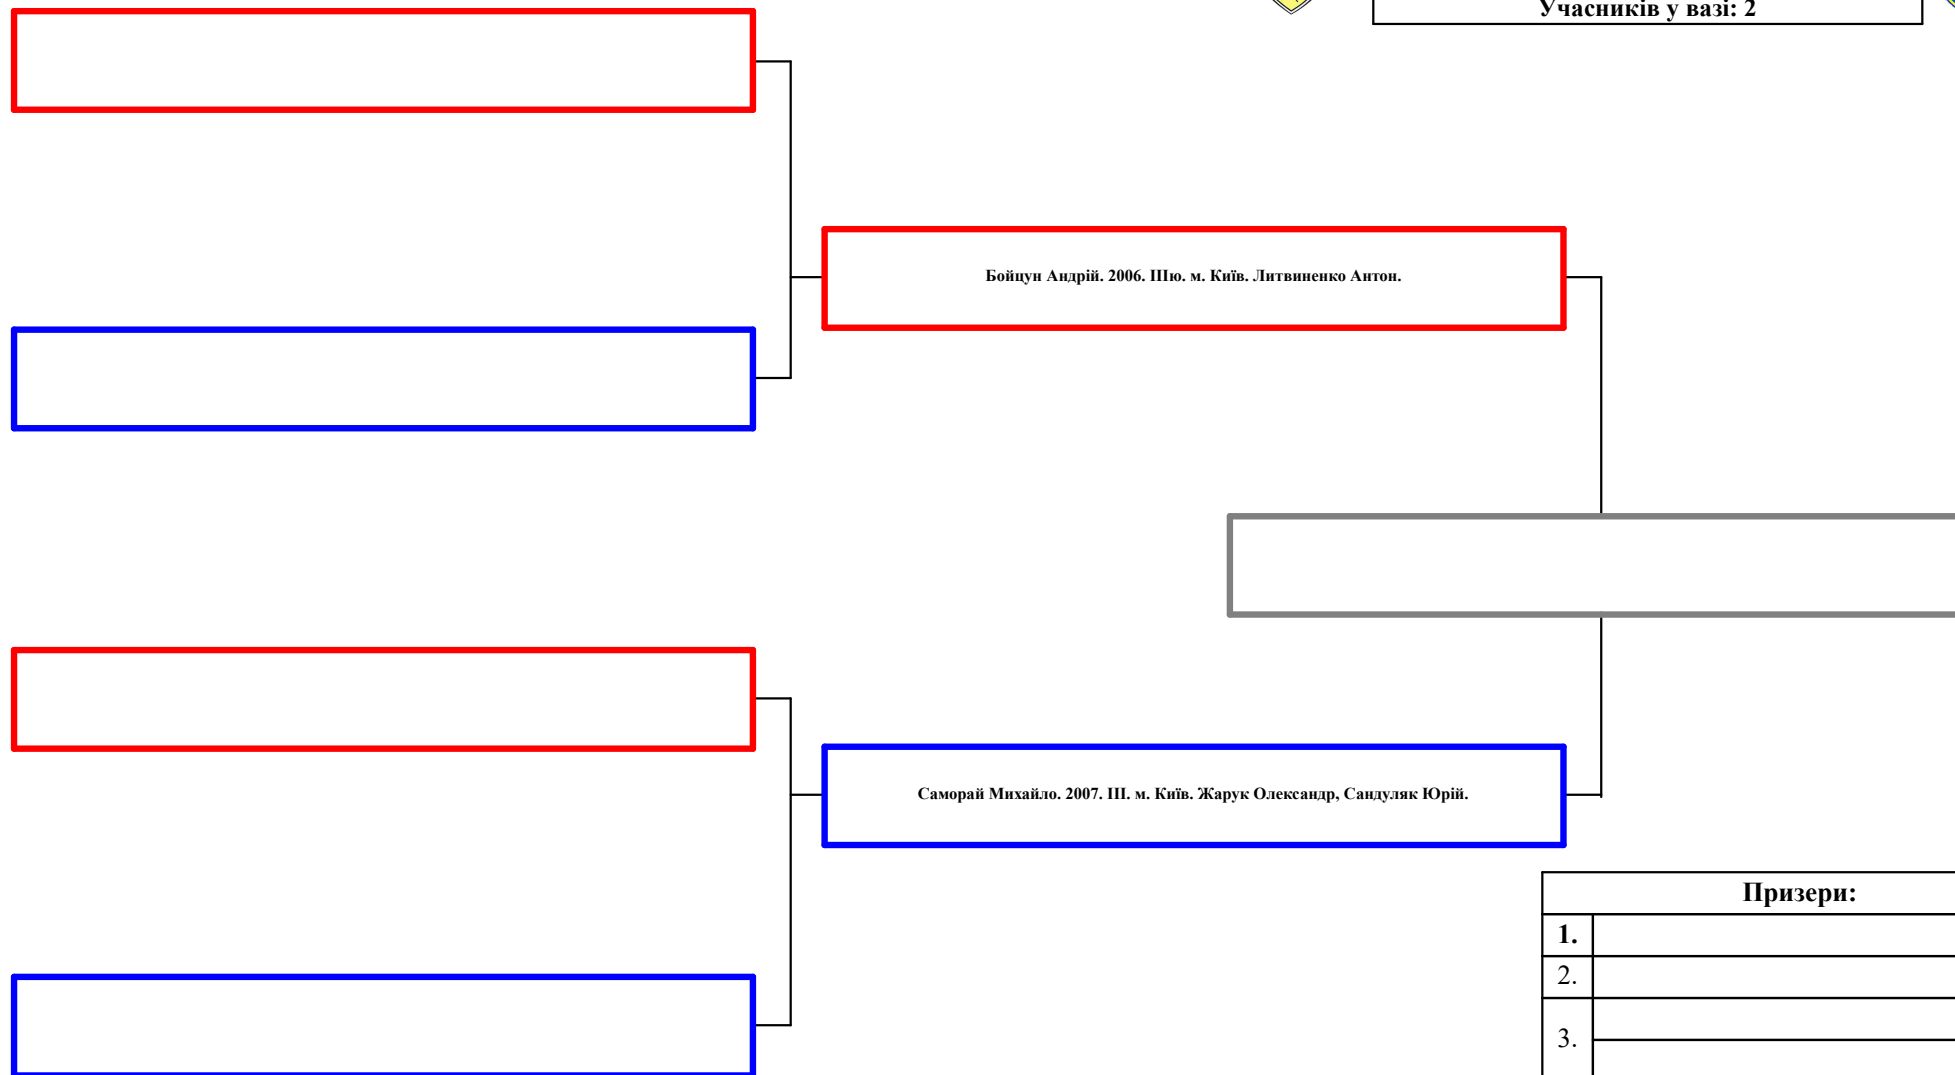 Учасників у вазі: 2
Бойцун Андрій. 2006. ІІІю. м. Київ. Литвиненко Антон.
Саморай Михайло. 2007. ІІІ. м. Київ. Жарук Олександр, Сандуляк Юрій.
Призери:
1.
2.
3.